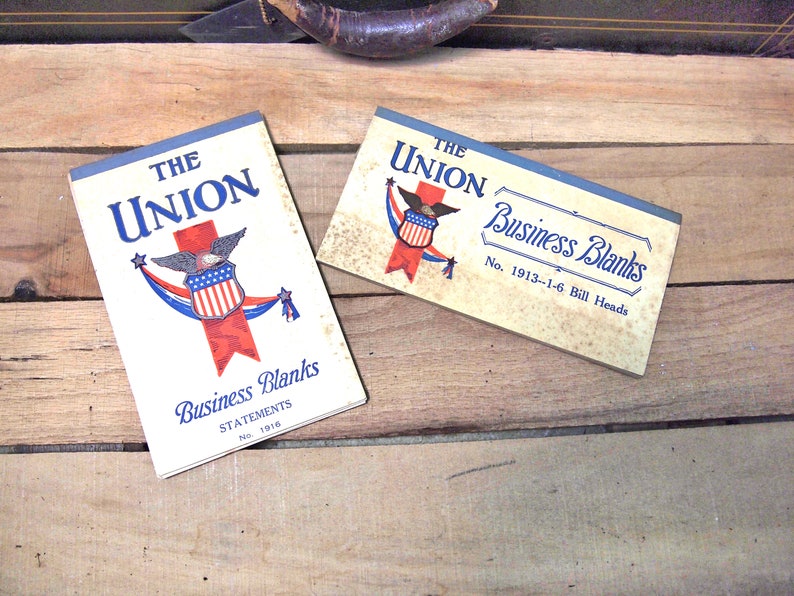 THE
UNION
Business Blanks
STATEMENTS
No. 1916
THE
UNION
Business Blanks
No. 1913--1-6 Bill Heads